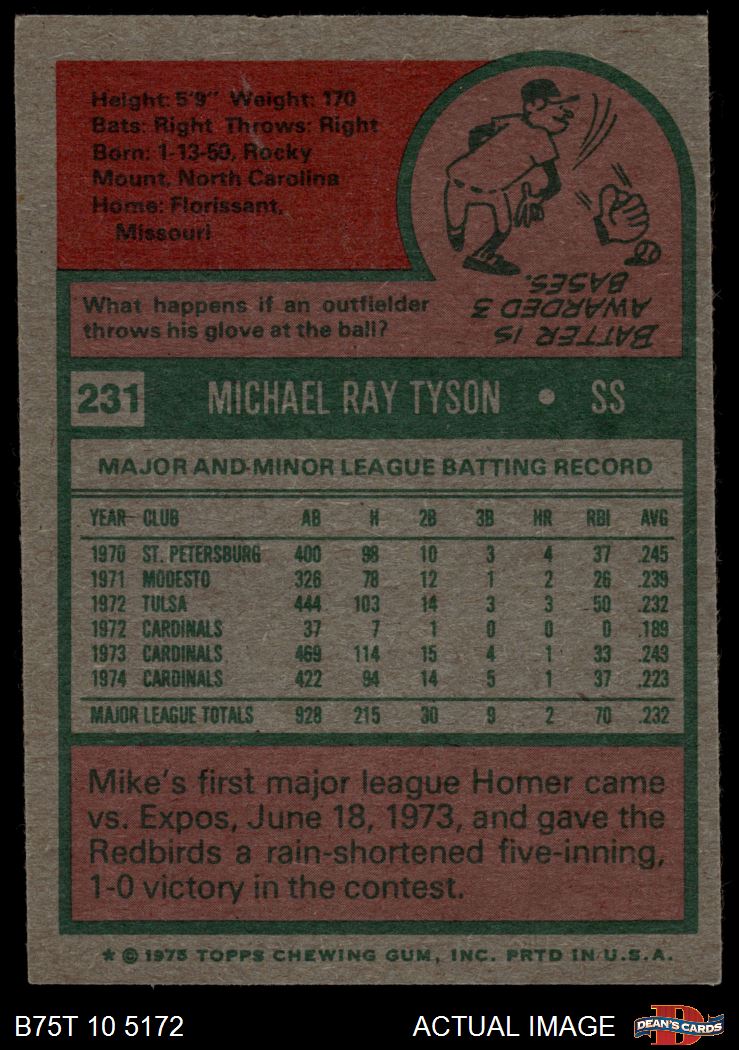 Height: 5'9" Weight: 170
Bats: Right Throws: Right
Born: 1-13-50, Rocky
Mount, North Carolina
Home: Florissant,
Missouri
What happens if an outfielder
throws his glove at the ball?
BATTER IS
AWARDED 3
BASES.
231 MICHAEL RAY TYSON • SS
MAJOR AND MINOR LEAGUE BATTING RECORD
YEAR CLUB AB H 2B 3B HR RBI AVG
1970 ST. PETERSBURG 400 98 10 3 4 37 .245
1971 MODESTO 326 78 12 1 2 26 .239
1972 TULSA 444 103 14 3 3 50 .232
1972 CARDINALS 37 7 1 0 0 0 .189
1973 CARDINALS 469 114 15 4 1 33 .243
1974 CARDINALS 422 94 14 5 1 37 .223
MAJOR LEAGUE TOTALS 928 215 30 9 2 70 .232
Mike's first major league Homer came
vs. Expos, June 18, 1973, and gave the
Redbirds a rain-shortened five-inning,
1-0 victory in the contest.
* © 1975 TOPPS CHEWING GUM, INC. PRTD IN U.S.A.
B75T 10 5172 ACTUAL IMAGE DEAN'S CARDS